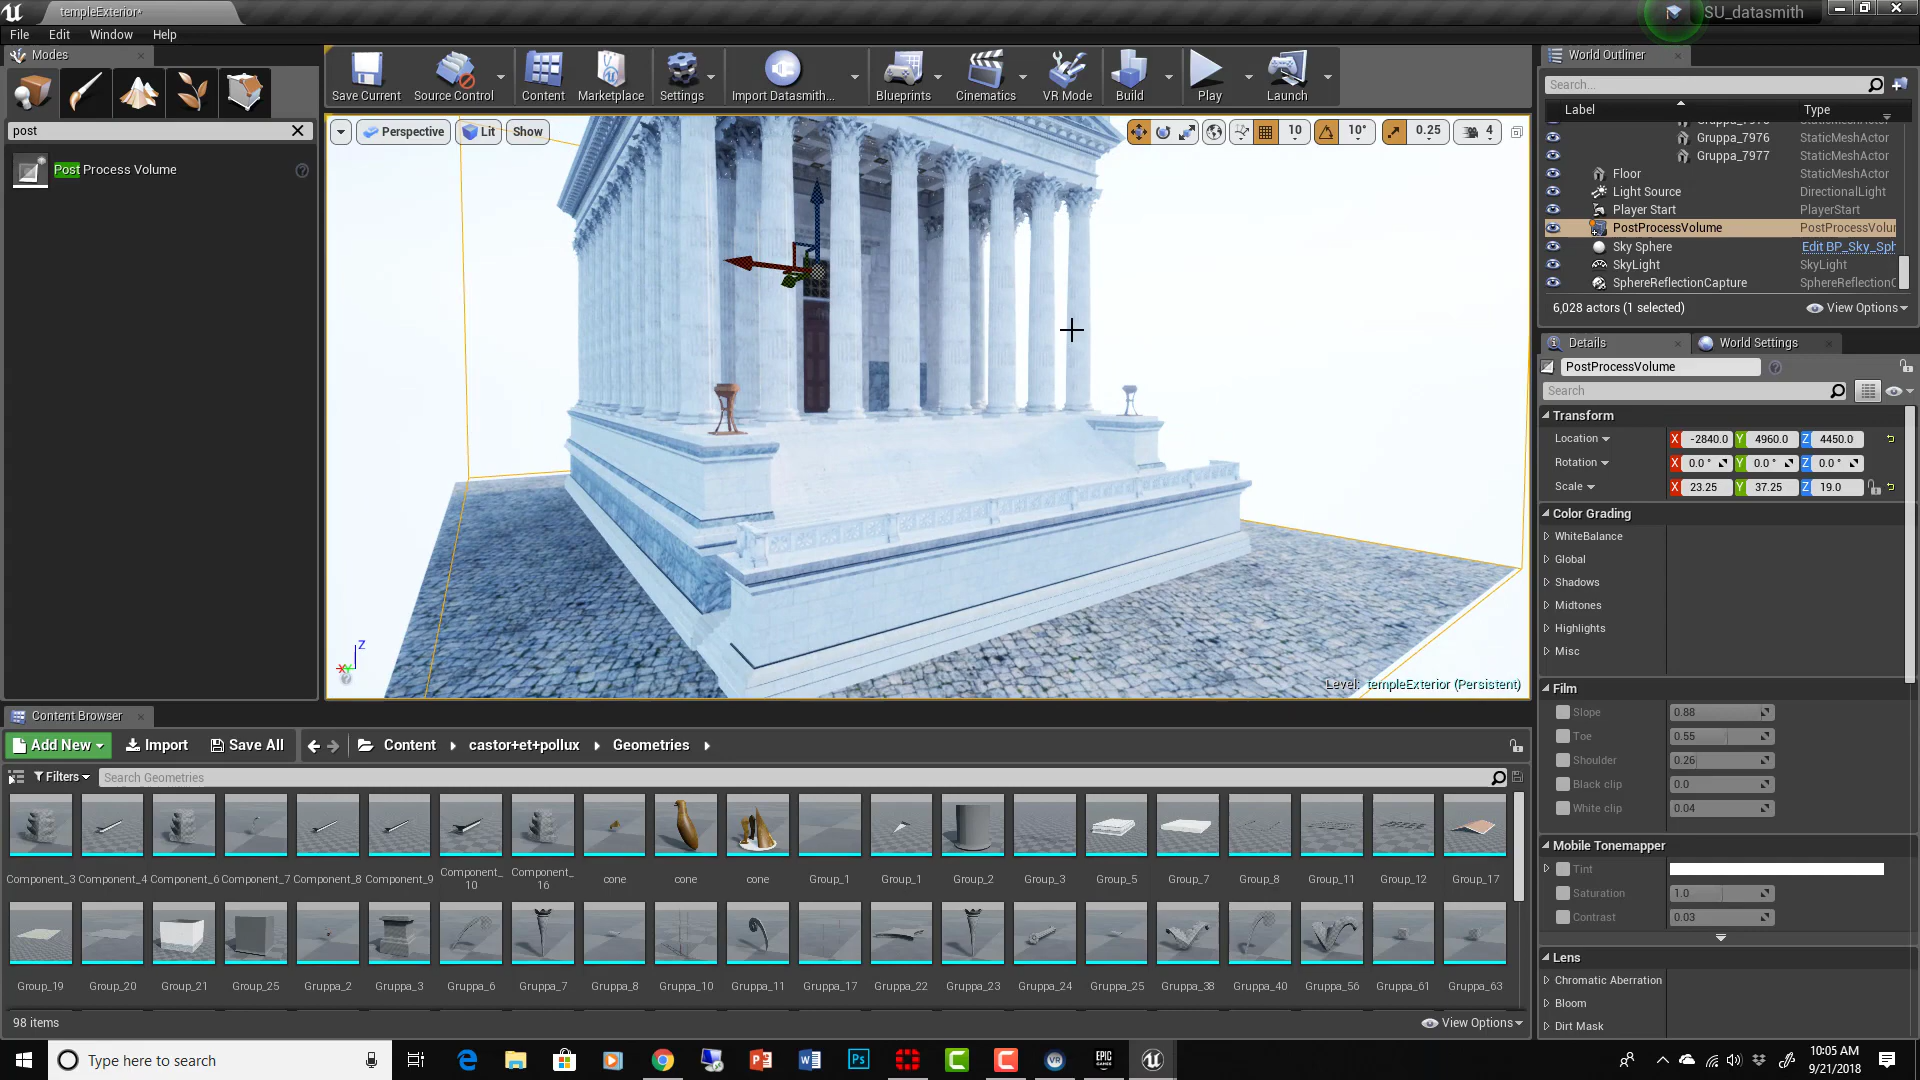 templeExterior•
SU_datasmith
File Edit Window Help
Modes
World Outliner
Save Current
Source Control
Content
Marketplace
Settings
Import Datasmith...
Blueprints
Cinematics
VR Mode
Build
Play
Launch
Search...
Label
Type
post
Perspective
Lit
Show
10
10°
0.25
4
Gruppa_7976 StaticMeshActor
Gruppa_7977 StaticMeshActor
Post Process Volume
Floor StaticMeshActor
Light Source DirectionalLight
Player Start PlayerStart
PostProcessVolume PostProcessVolur
Sky Sphere Edit BP_Sky_Sph
SkyLight SkyLight
SphereReflectionCapture SphereReflectionC
6,028 actors (1 selected)
View Options
Details
World Settings
PostProcessVolume
Search
Transform
Location X -2840.0 Y 4960.0 Z 4450.0
Rotation X 0.0 ° Y 0.0 ° Z 0.0 °
Scale X 23.25 Y 37.25 Z 19.0
Color Grading
WhiteBalance
Global
Shadows
Midtones
Highlights
Misc
Z
X
Y
Level: templeExterior (Persistent)
Film
Slope 0.88
Toe 0.55
Shoulder 0.26
Black clip 0.0
White clip 0.04
Mobile Tonemapper
Tint
Saturation 1.0
Contrast 0.03
Lens
Chromatic Aberration
Bloom
Dirt Mask
Content Browser
Add New Import Save All Content castor+et+pollux Geometries
Filters
Search Geometries
Component_3 Component_4 Component_6 Component_7 Component_8 Component_9 Component_10 Component_16 cone cone cone Group_1 Group_1 Group_2 Group_3 Group_5 Group_7 Group_8 Group_11 Group_12 Group_17
Group_19 Group_20 Group_21 Group_25 Gruppa_2 Gruppa_3 Gruppa_6 Gruppa_7 Gruppa_8 Gruppa_10 Gruppa_11 Gruppa_17 Gruppa_22 Gruppa_23 Gruppa_24 Gruppa_25 Gruppa_38 Gruppa_40 Gruppa_56 Gruppa_61 Gruppa_63
98 items
View Options
Type here to search
10:05 AM
9/21/2018